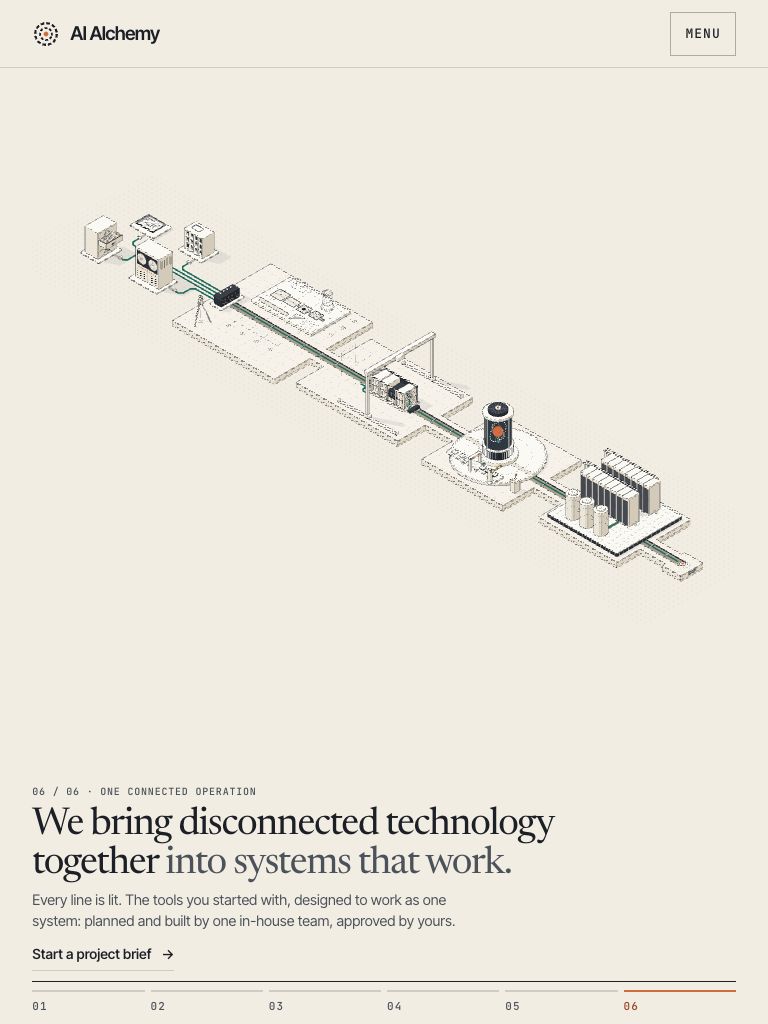 AI Alchemy
MENU
06 / 06 · ONE CONNECTED OPERATION
We bring disconnected technology
together into systems that work.
Every line is lit. The tools you started with, designed to work as one
system: planned and built by one in-house team, approved by yours.
Start a project brief →
01 02 03 04 05 06